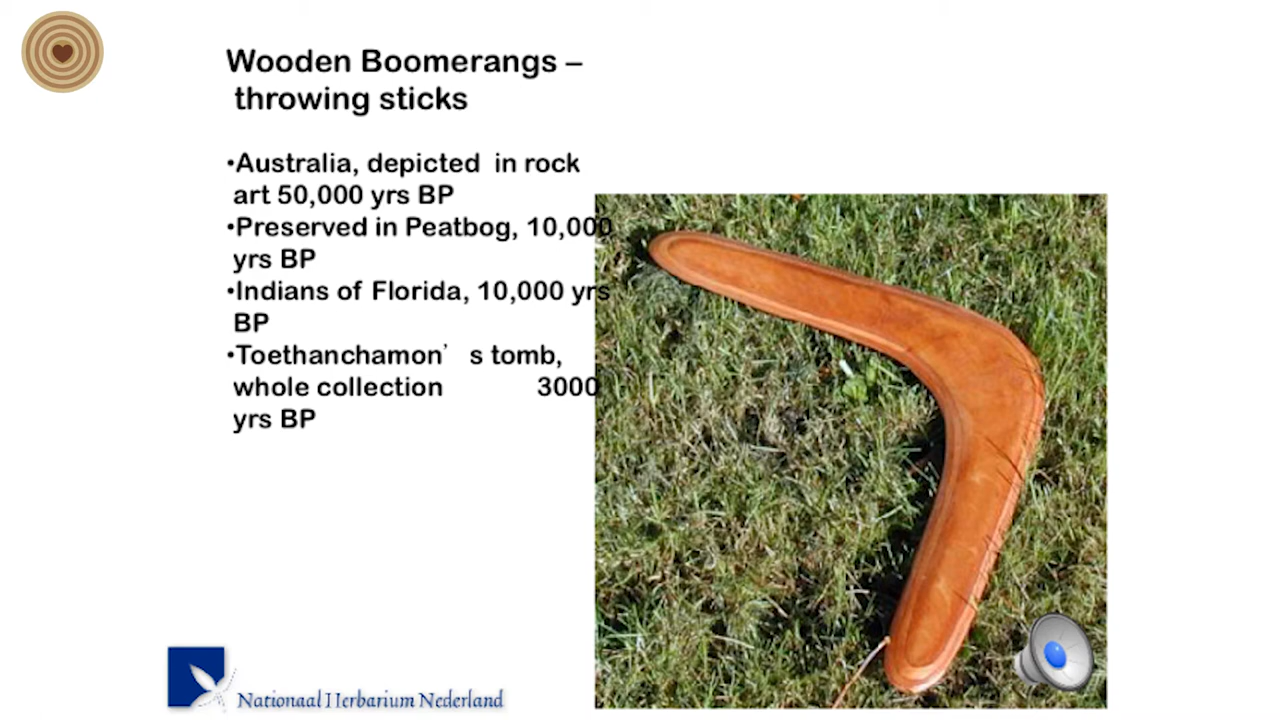 Wooden Boomerangs –
throwing sticks
•Australia, depicted in rock
art 50,000 yrs BP
•Preserved in Peatbog, 10,000
yrs BP
•Indians of Florida, 10,000 yrs
BP
•Toethanchamon’ s tomb,
whole collection 3000
yrs BP
Nationaal Herbarium Nederland